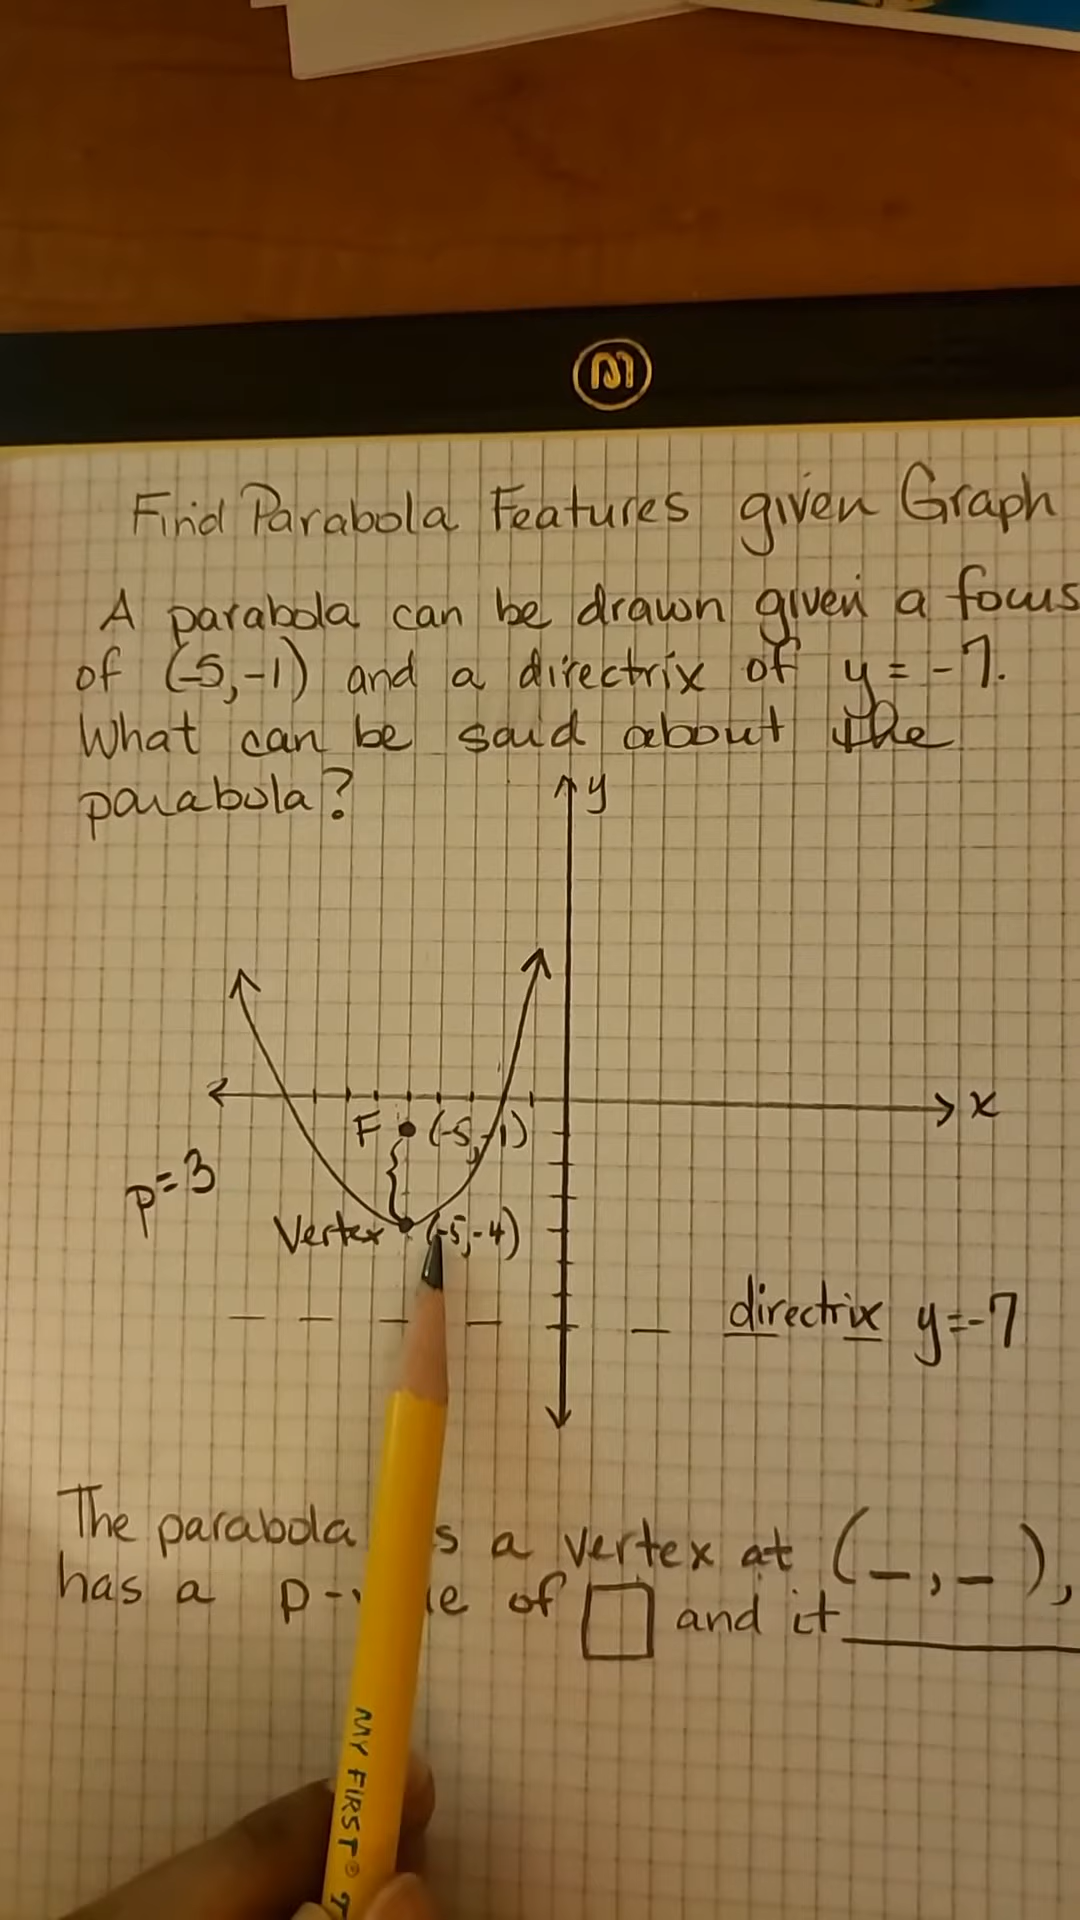 Find Parabola Features given Graph
A parabola can be drawn given a focus
of (-5,-1) and a directrix of y = -7.
What can be said about the
parabola?
y
x
F (-5,-1)
p=3
Vertex (-5,-4)
directrix y=-7
The parabola s a vertex at (_,_),
has a p- e of and it
MY FIRST®